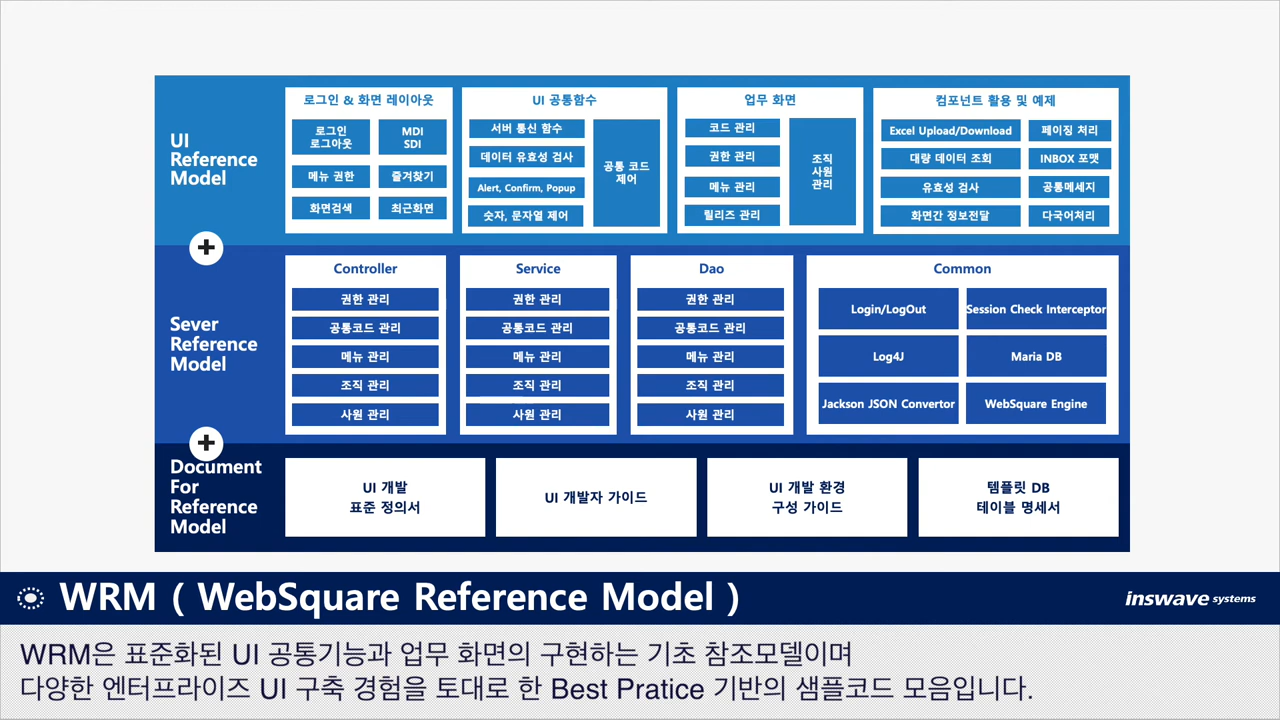 UI
Reference
Model
로그인 & 화면 레이아웃
로그인
로그아웃
MDI
SDI
메뉴 권한
즐겨찾기
화면검색
최근화면
UI 공통함수
서버 통신 함수
데이터 유효성 검사
Alert, Confirm, Popup
숫자, 문자열 제어
공통 코드
제어
업무 화면
코드 관리
권한 관리
메뉴 관리
릴리즈 관리
조직
사원
관리
컴포넌트 활용 및 예제
Excel Upload/Download
페이징 처리
대량 데이터 조회
INBOX 포맷
유효성 검사
공통메세지
화면간 정보전달
다국어처리
+
Sever
Reference
Model
Controller
권한 관리
공통코드 관리
메뉴 관리
조직 관리
사원 관리
Service
권한 관리
공통코드 관리
메뉴 관리
조직 관리
사원 관리
Dao
권한 관리
공통코드 관리
메뉴 관리
조직 관리
사원 관리
Common
Login/LogOut
Session Check Interceptor
Log4J
Maria DB
Jackson JSON Convertor
WebSquare Engine
+
Document
For
Reference
Model
UI 개발
표준 정의서
UI 개발자 가이드
UI 개발 환경
구성 가이드
템플릿 DB
테이블 명세서
WRM ( WebSquare Reference Model )
inswave systems
WRM은 표준화된 UI 공통기능과 업무 화면의 구현하는 기초 참조모델이며
다양한 엔터프라이즈 UI 구축 경험을 토대로 한 Best Pratice 기반의 샘플코드 모음입니다.